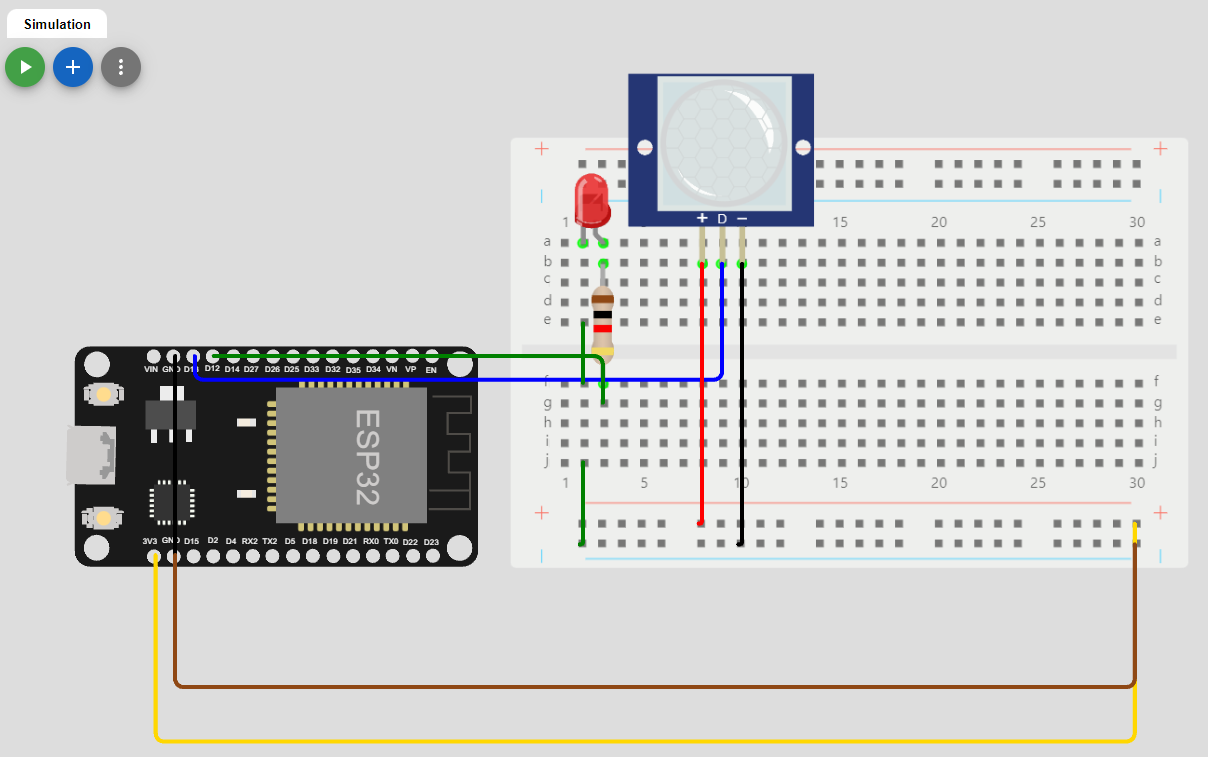 Simulation
+ D −
1 5 15 20 25 30
a a
b b
c c
d d
e e
VIN GND D13 D12 D14 D27 D26 D25 D33 D32 D35 D34 VN VP EN
f f
g g
h h
i i
j j
ESP32
1 5 10 15 20 25 30
3V3 GND D15 D2 D4 RX2 TX2 D5 D18 D19 D21 RX0 TX0 D22 D23